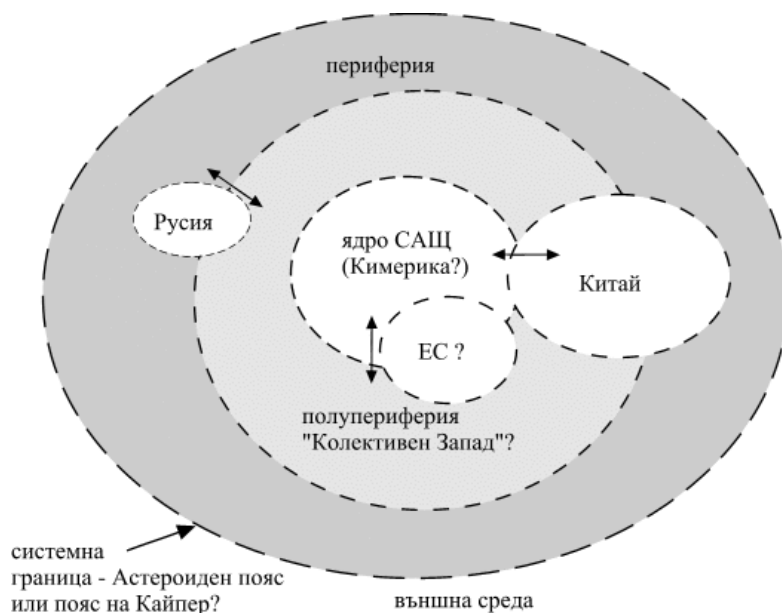 периферия
Русия
ядро САЩ
(Кимерика?)
Китай
ЕС ?
полупериферия
"Колективен Запад"?
системна
граница - Астероиден пояс
или пояс на Кайпер?
външна среда